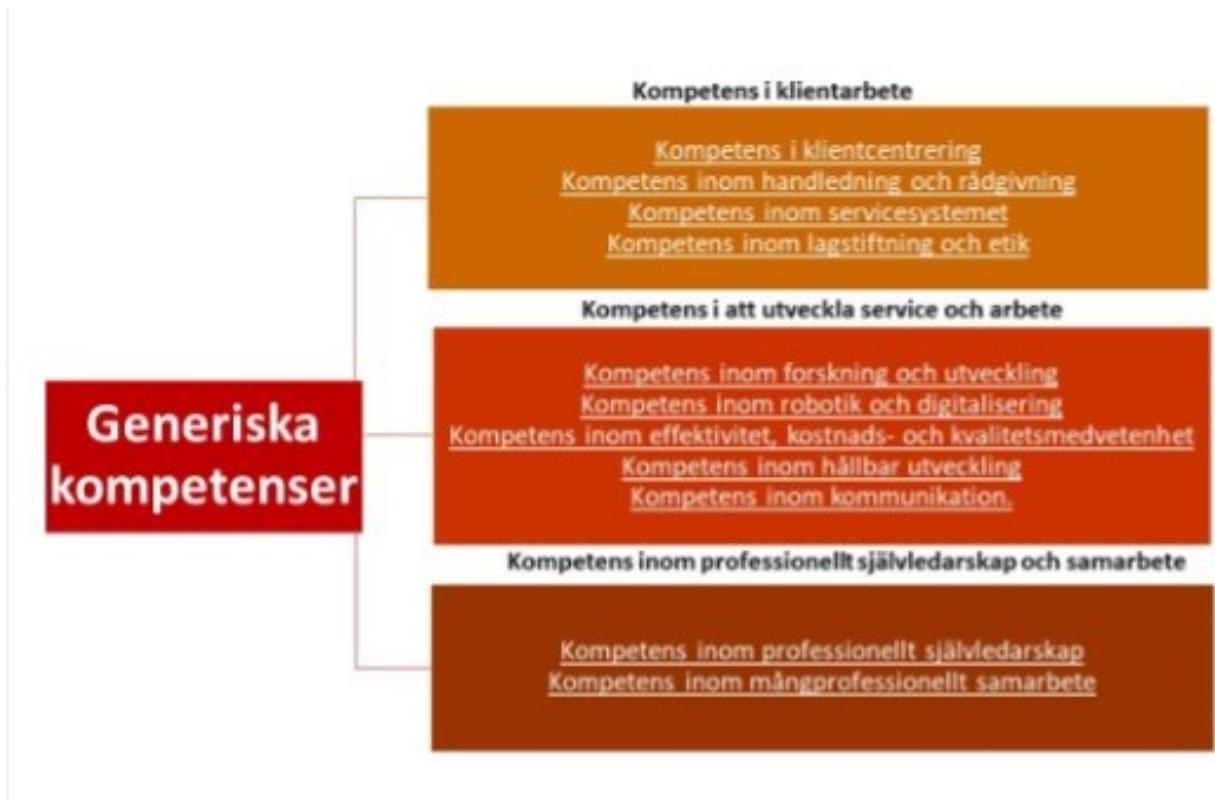 Kompetens i klientarbete
Kompetens i klientcentrering
Kompetens inom handledning och rådgivning
Kompetens inom servicesystemet
Kompetens inom lagstiftning och etik
Kompetens i att utveckla service och arbete
Kompetens inom forskning och utveckling
Kompetens inom robotik och digitalisering
Kompetens inom effektivitet, kostnads- och kvalitetsmedvetenhet
Kompetens inom hållbar utveckling
Kompetens inom kommunikation.
Generiska
kompetenser
Kompetens inom professionellt självledarskap och samarbete
Kompetens inom professionellt självledarskap
Kompetens inom mångprofessionellt samarbete